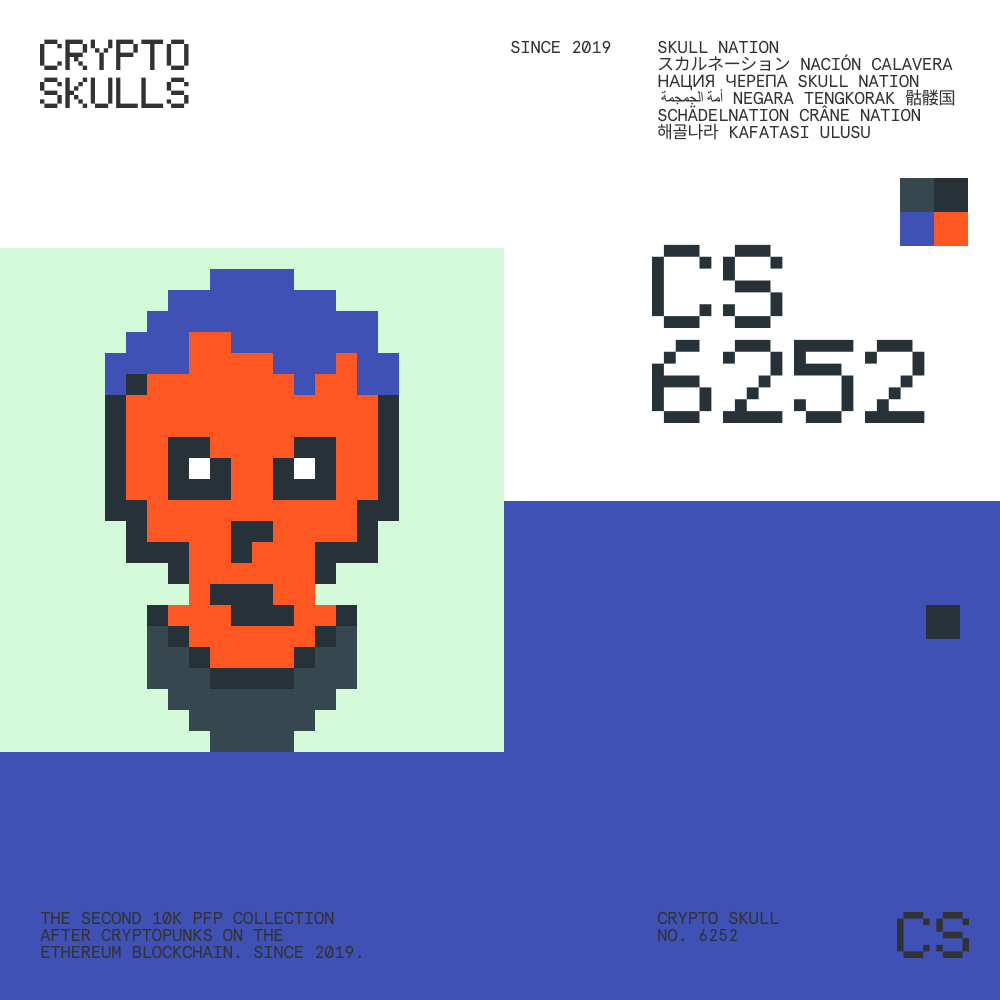 CRYPTO
SKULLS
SINCE 2019
SKULL NATION
スカルネーション NACIÓN CALAVERA
НАЦИЯ ЧЕРЕПА SKULL NATION
أمة الجمجمة NEGARA TENGKORAK 骷髅国
SCHÄDELNATION CRÂNE NATION
해골나라 KAFATASI ULUSU
CS
6252
THE SECOND 10K PFP COLLECTION
AFTER CRYPTOPUNKS ON THE
ETHEREUM BLOCKCHAIN. SINCE 2019.
CRYPTO SKULL
NO. 6252
CS